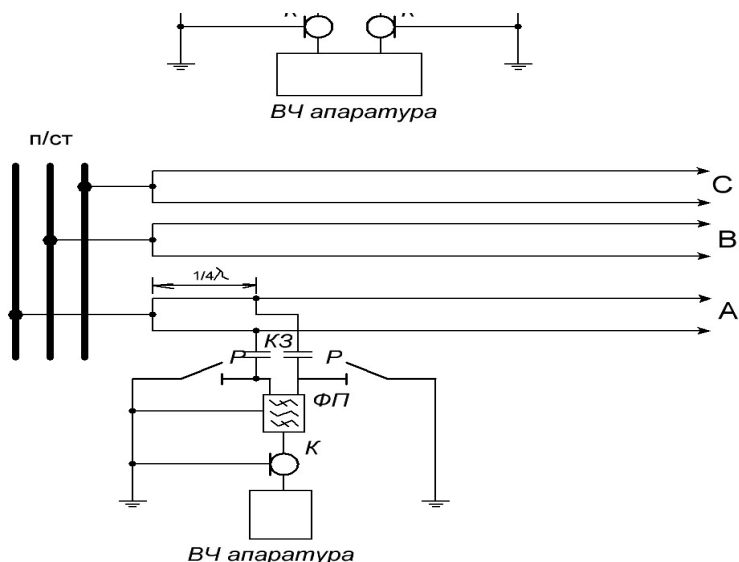 К К
ВЧ апаратура
п/ст
С
В
1/4λ
А
Р КЗ Р
ФП
К
ВЧ апаратура